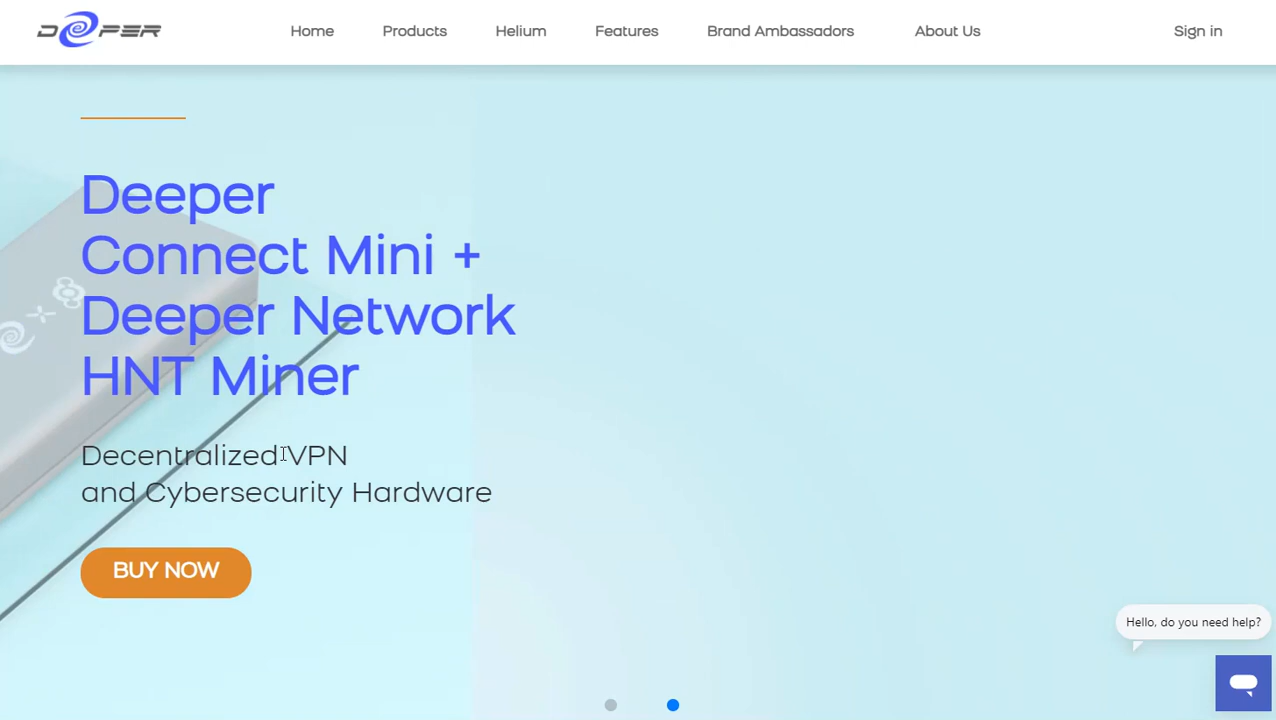 DEEPER
Home
Products
Helium
Features
Brand Ambassadors
About Us
Sign in
Deeper
Connect Mini +
Deeper Network
HNT Miner
Decentralized VPN
and Cybersecurity Hardware
BUY NOW
Hello, do you need help?